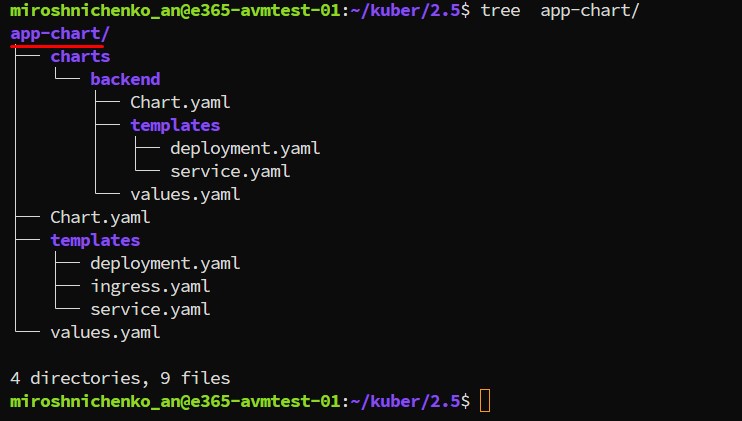 miroshnichenko_an@e365-avmtest-01:~/kuber/2.5$ tree  app-chart/
app-chart/
├── charts
│   └── backend
│       ├── Chart.yaml
│       ├── templates
│       │   ├── deployment.yaml
│       │   └── service.yaml
│       └── values.yaml
├── Chart.yaml
├── templates
│   ├── deployment.yaml
│   ├── ingress.yaml
│   └── service.yaml
└── values.yaml

4 directories, 9 files
miroshnichenko_an@e365-avmtest-01:~/kuber/2.5$